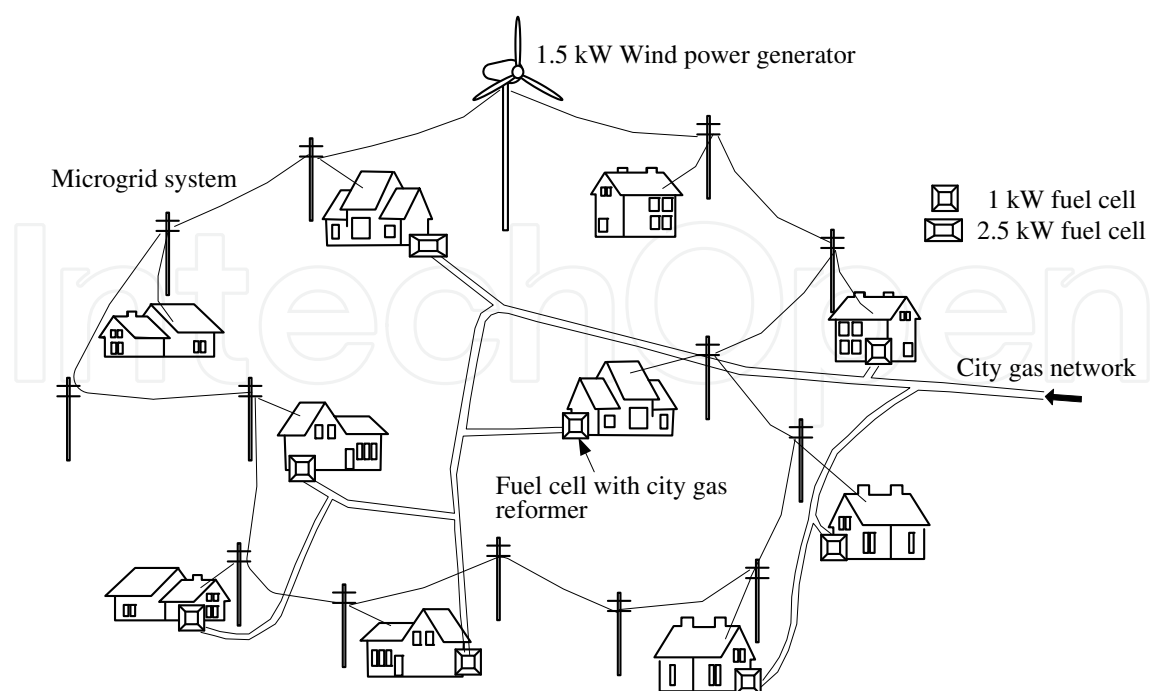 1.5 kW Wind power generator
Microgrid system
1 kW fuel cell
2.5 kW fuel cell
IntechOpen
City gas network
Fuel cell with city gas
reformer